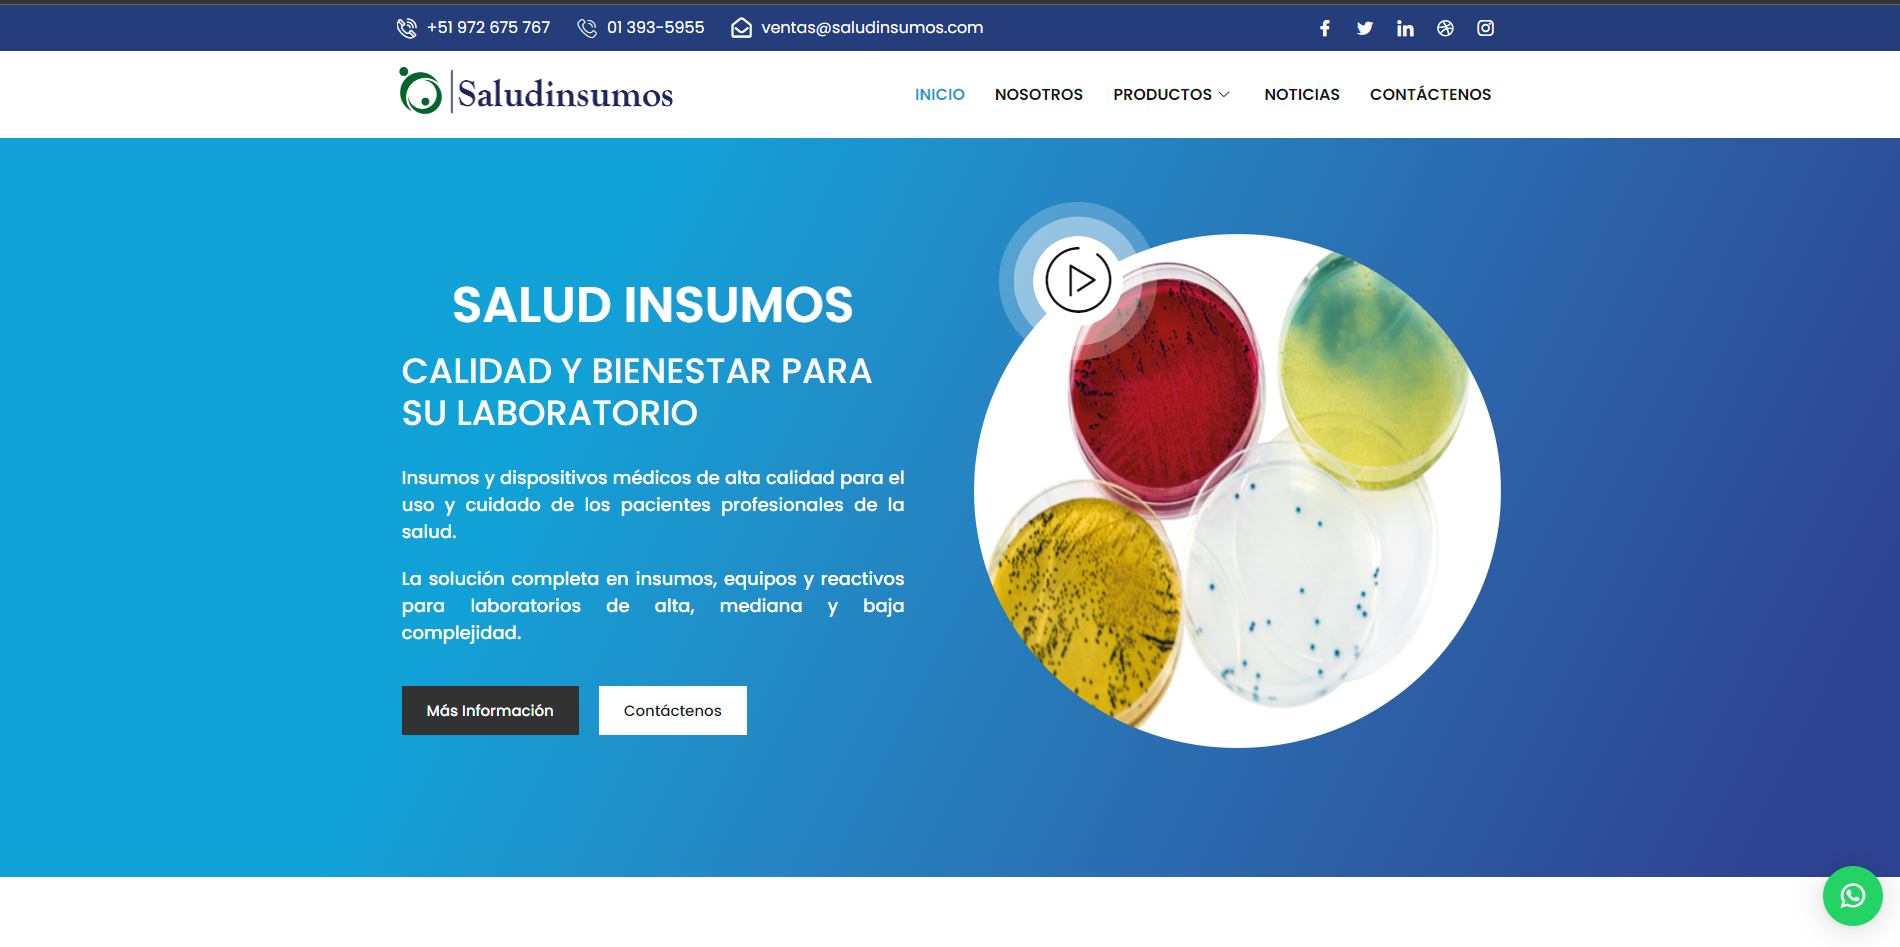 +51 972 675 767
01 393-5955
ventas@saludinsumos.com
Saludinsumos
INICIO
NOSOTROS
PRODUCTOS
NOTICIAS
CONTÁCTENOS
SALUD INSUMOS
CALIDAD Y BIENESTAR PARA
SU LABORATORIO
Insumos y dispositivos médicos de alta calidad para el
uso y cuidado de los pacientes profesionales de la
salud.
La solución completa en insumos, equipos y reactivos
para laboratorios de alta, mediana y baja
complejidad.
Más Información
Contáctenos